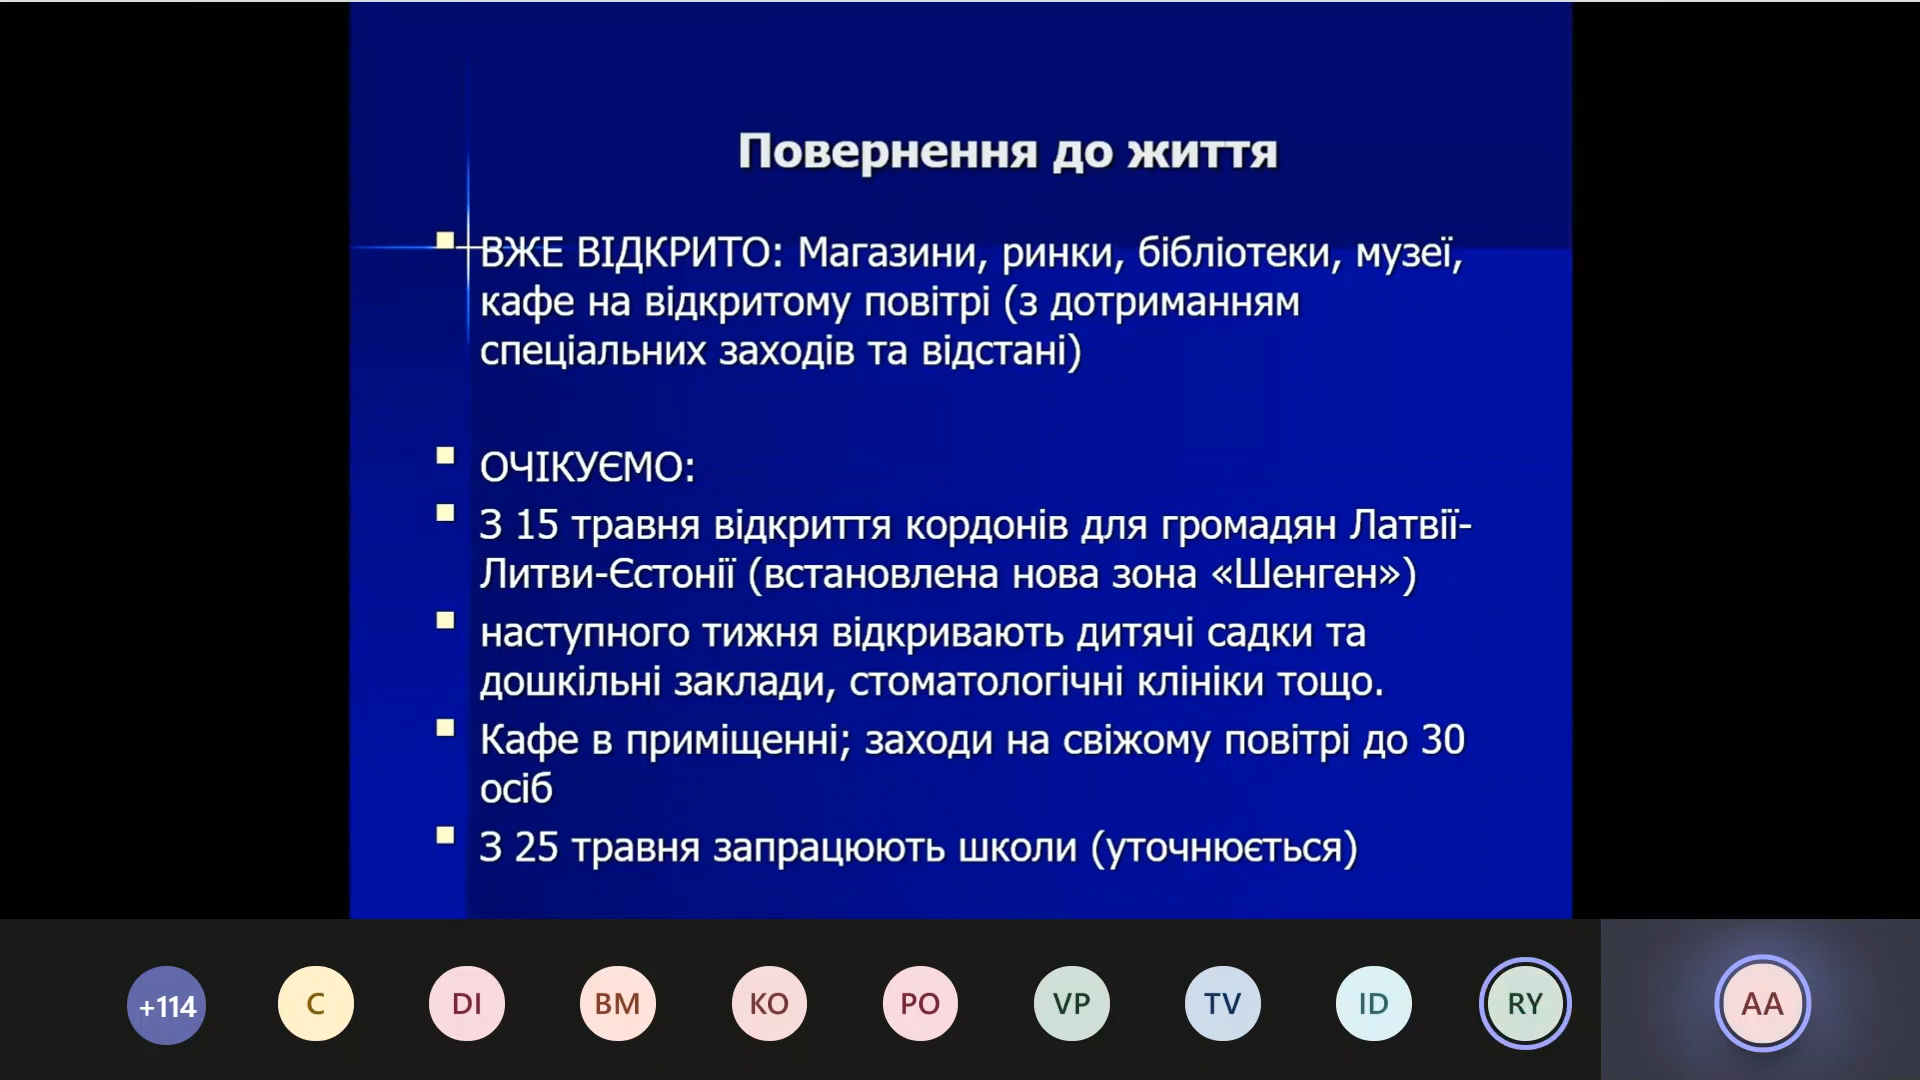 Повернення до життя
ВЖЕ ВІДКРИТО: Магазини, ринки, бібліотеки, музеї,
кафе на відкритому повітрі (з дотриманням
спеціальних заходів та відстані)
ОЧІКУЄМО:
З 15 травня відкриття кордонів для громадян Латвії-
Литви-Єстонії (встановлена нова зона «Шенген»)
наступного тижня відкривають дитячі садки та
дошкільні заклади, стоматологічні клініки тощо.
Кафе в приміщенні; заходи на свіжому повітрі до 30
осіб
З 25 травня запрацюють школи (уточнюється)
+114 C DI BM KO PO VP TV ID RY AA